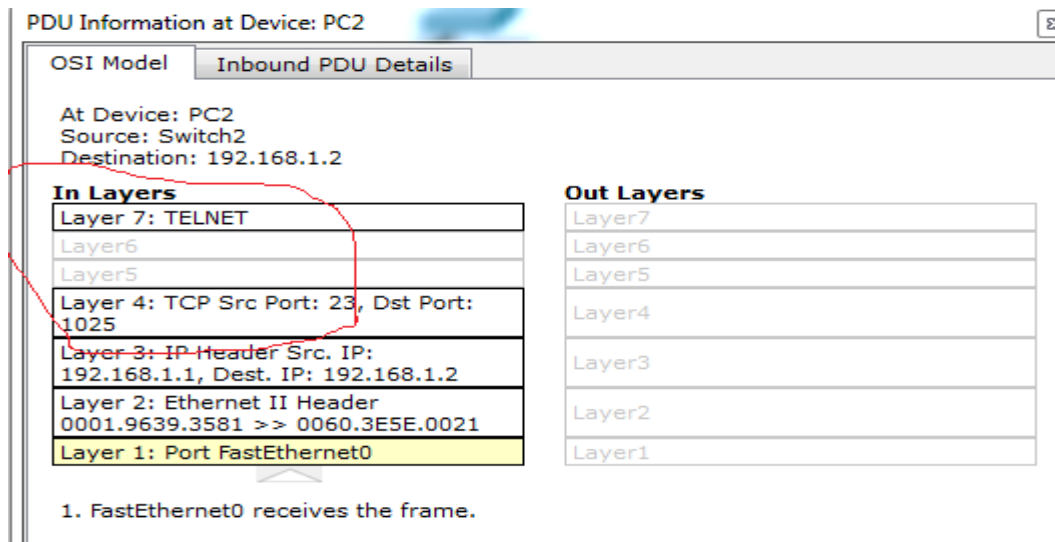 PDU Information at Device: PC2
OSI Model
Inbound PDU Details
At Device: PC2
Source: Switch2
Destination: 192.168.1.2
In Layers
Layer 7: TELNET
Layer6
Layer5
Layer 4: TCP Src Port: 23, Dst Port:
1025
Layer 3: IP Header Src. IP:
192.168.1.1, Dest. IP: 192.168.1.2
Layer 2: Ethernet II Header
0001.9639.3581 >> 0060.3E5E.0021
Layer 1: Port FastEthernet0
Out Layers
Layer7
Layer6
Layer5
Layer4
Layer3
Layer2
Layer1
1. FastEthernet0 receives the frame.